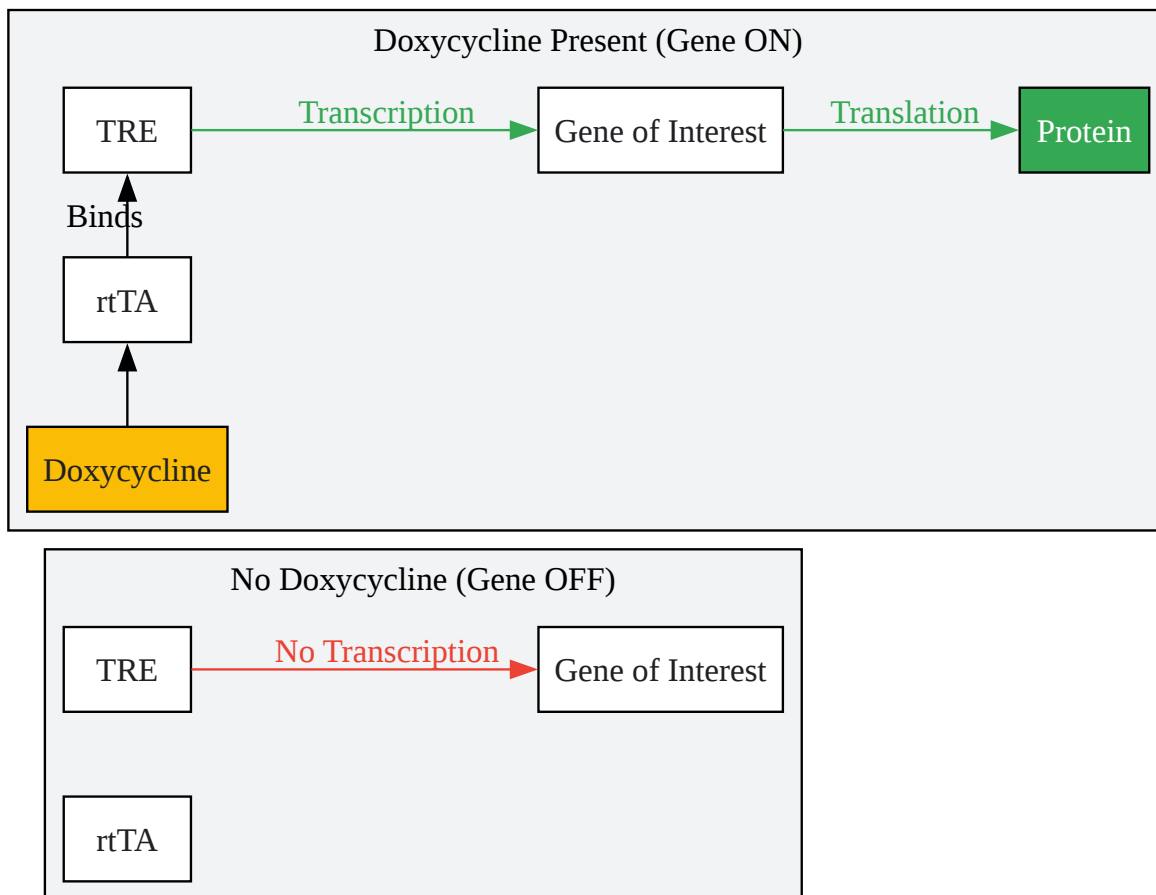 Doxycycline Present (Gene ON)
TRE
Transcription
Gene of Interest
Translation
Protein
Binds
rtTA
Doxycycline
No Doxycycline (Gene OFF)
TRE
No Transcription
Gene of Interest
rtTA